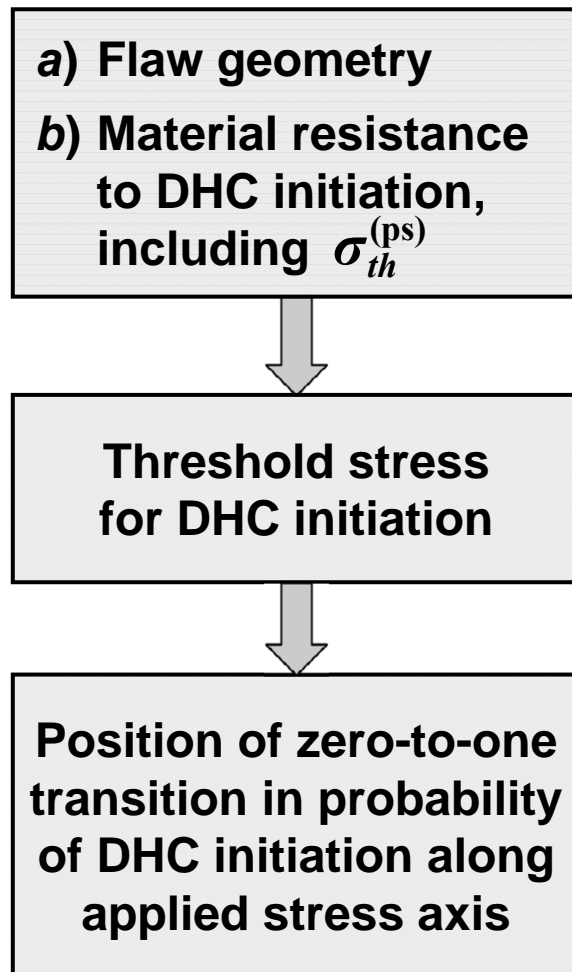 a) Flaw geometry
b) Material resistance
to DHC initiation,
including σ_th^(ps)
Threshold stress
for DHC initiation
Position of zero-to-one
transition in probability
of DHC initiation along
applied stress axis